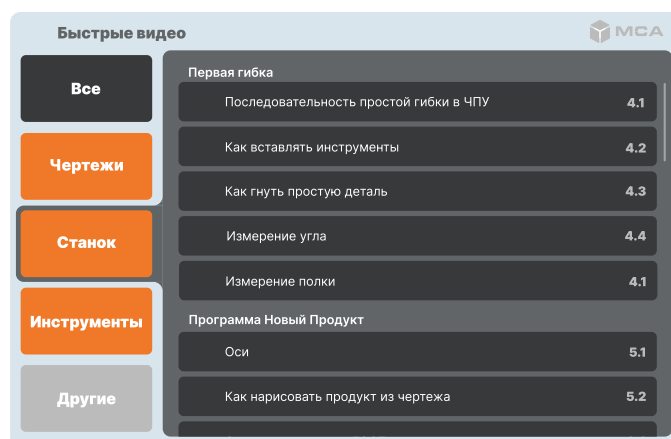 Быстрые видео
MCA
Все
Чертежи
Станок
Инструменты
Другие
Первая гибка
Последовательность простой гибки в ЧПУ 4.1
Как вставлять инструменты 4.2
Как гнуть простую деталь 4.3
Измерение угла 4.4
Измерение полки 4.1
Программа Новый Продукт
Оси 5.1
Как нарисовать продукт из чертежа 5.2